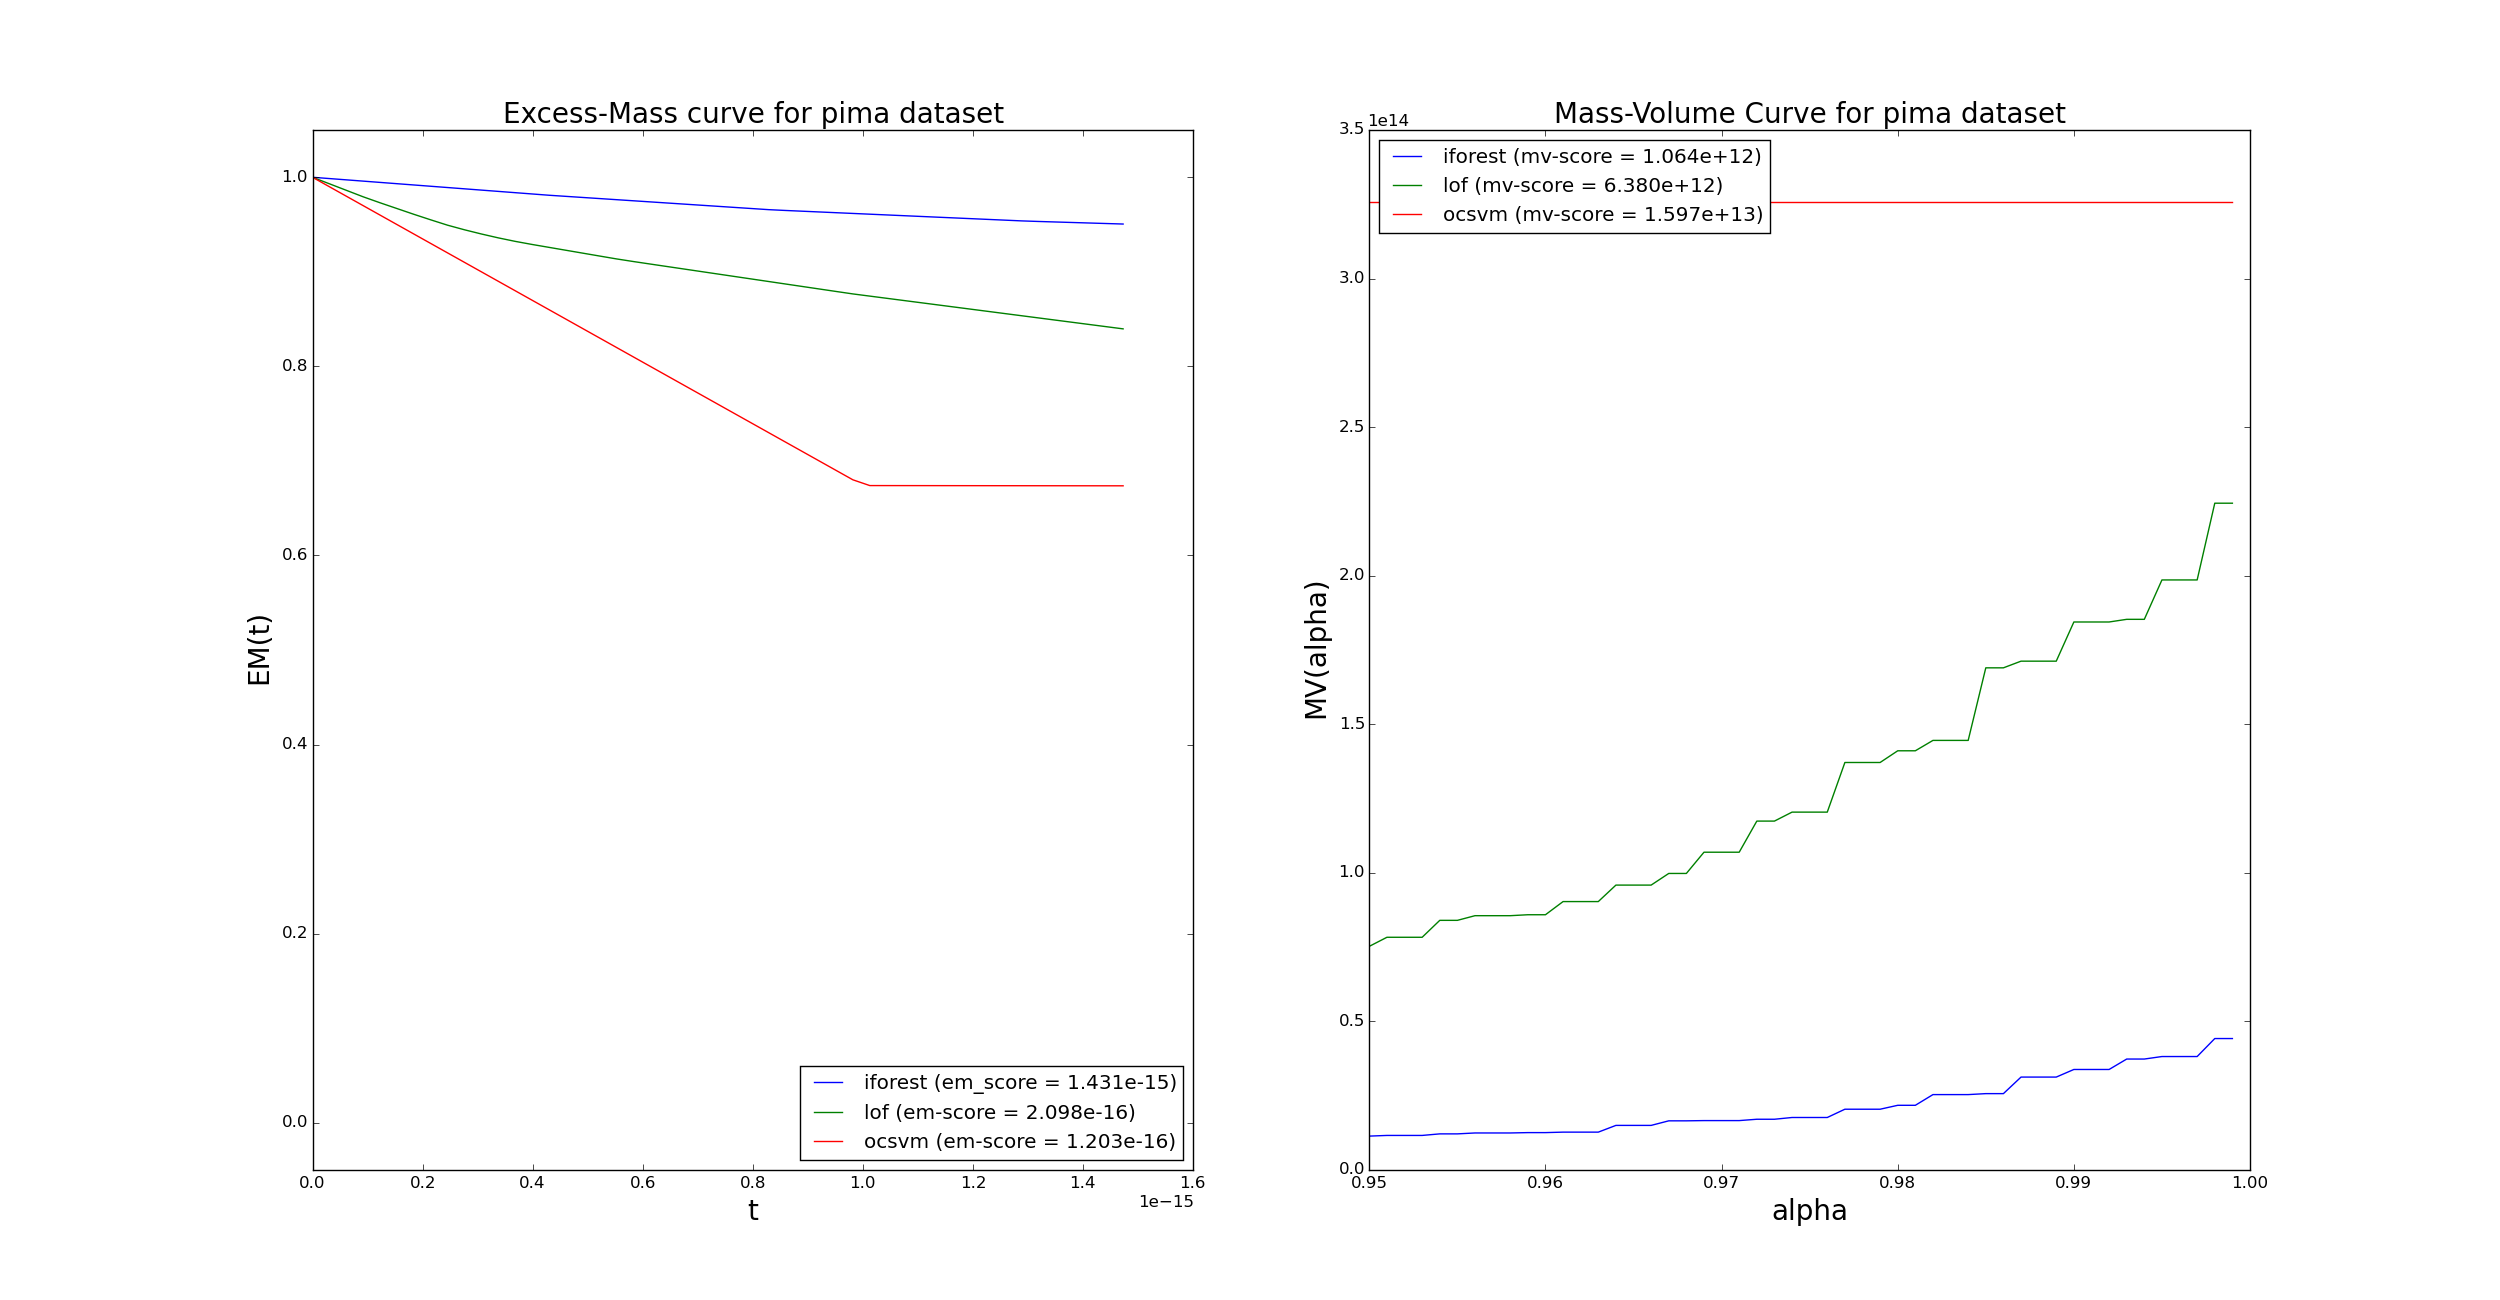 Excess-Mass curve for pima dataset
EM(t)
1.0
0.8
0.6
0.4
0.2
0.0
iforest (em_score = 1.431e-15)
lof (em-score = 2.098e-16)
ocsvm (em-score = 1.203e-16)
0.0 0.2 0.4 0.6 0.8 1.0 1.2 1.4 1.6
1e−15
t
Mass-Volume Curve for pima dataset
1e14
MV(alpha)
3.5
3.0
2.5
2.0
1.5
1.0
0.5
0.0
iforest (mv-score = 1.064e+12)
lof (mv-score = 6.380e+12)
ocsvm (mv-score = 1.597e+13)
0.95 0.96 0.97 0.98 0.99 1.00
alpha